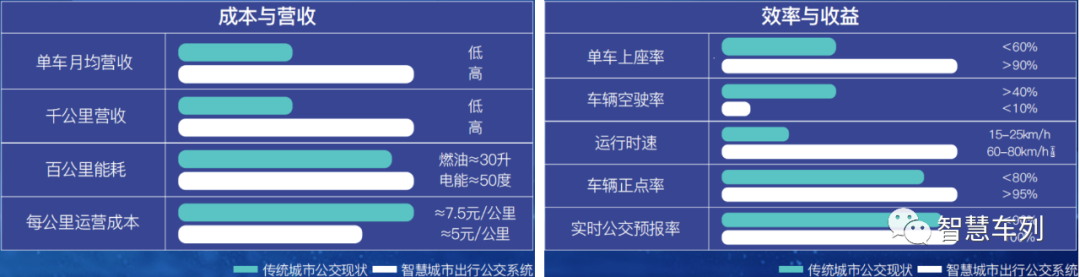 成本与营收
单车月均营收
低
高
千公里营收
低
高
百公里能耗
燃油≈30升
电能≈50度
每公里运营成本
≈7.5元/公里
≈5元/公里
传统城市公交现状
智慧城市出行公交系统
效率与收益
单车上座率
<60%
>90%
车辆空驶率
>40%
<10%
运行时速
15-25km/h
60-80km/h
车辆正点率
<80%
>95%
实时公交预报率
智慧车列
传统城市公交现状
智慧城市出行公交系统